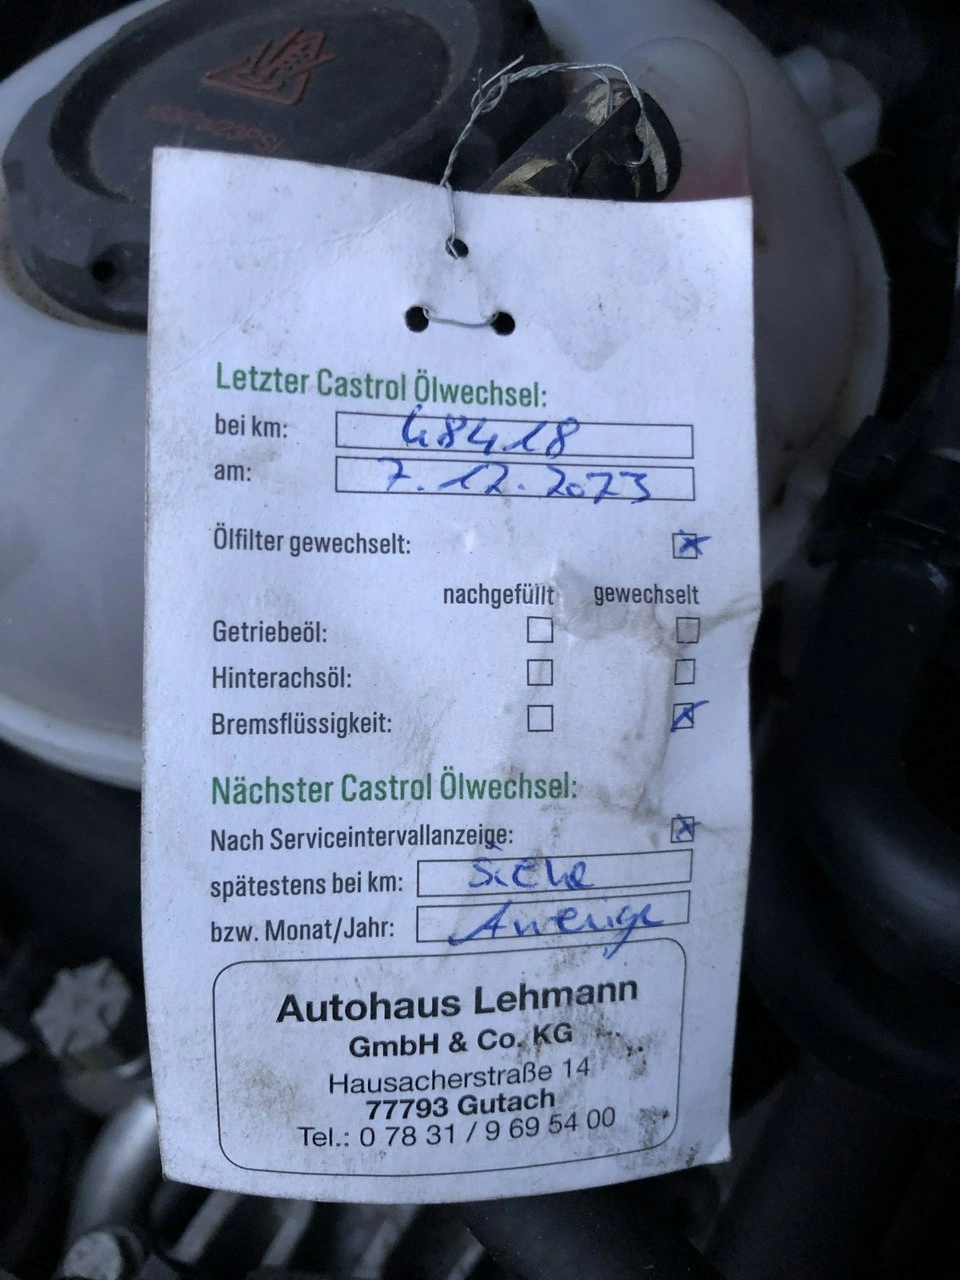 Letzter Castrol Ölwechsel:
bei km: 48418
am: 7.12.2023
Ölfilter gewechselt:
nachgefüllt gewechselt
Getriebeöl:
Hinterachsöl:
Bremsflüssigkeit:
Nächster Castrol Ölwechsel:
Nach Serviceintervallanzeige:
spätestens bei km: Siehe
bzw. Monat/Jahr: Anzeige
Autohaus Lehmann
GmbH & Co. KG
Hausacherstraße 14
77793 Gutach
Tel.: 0 78 31 / 9 69 54 00